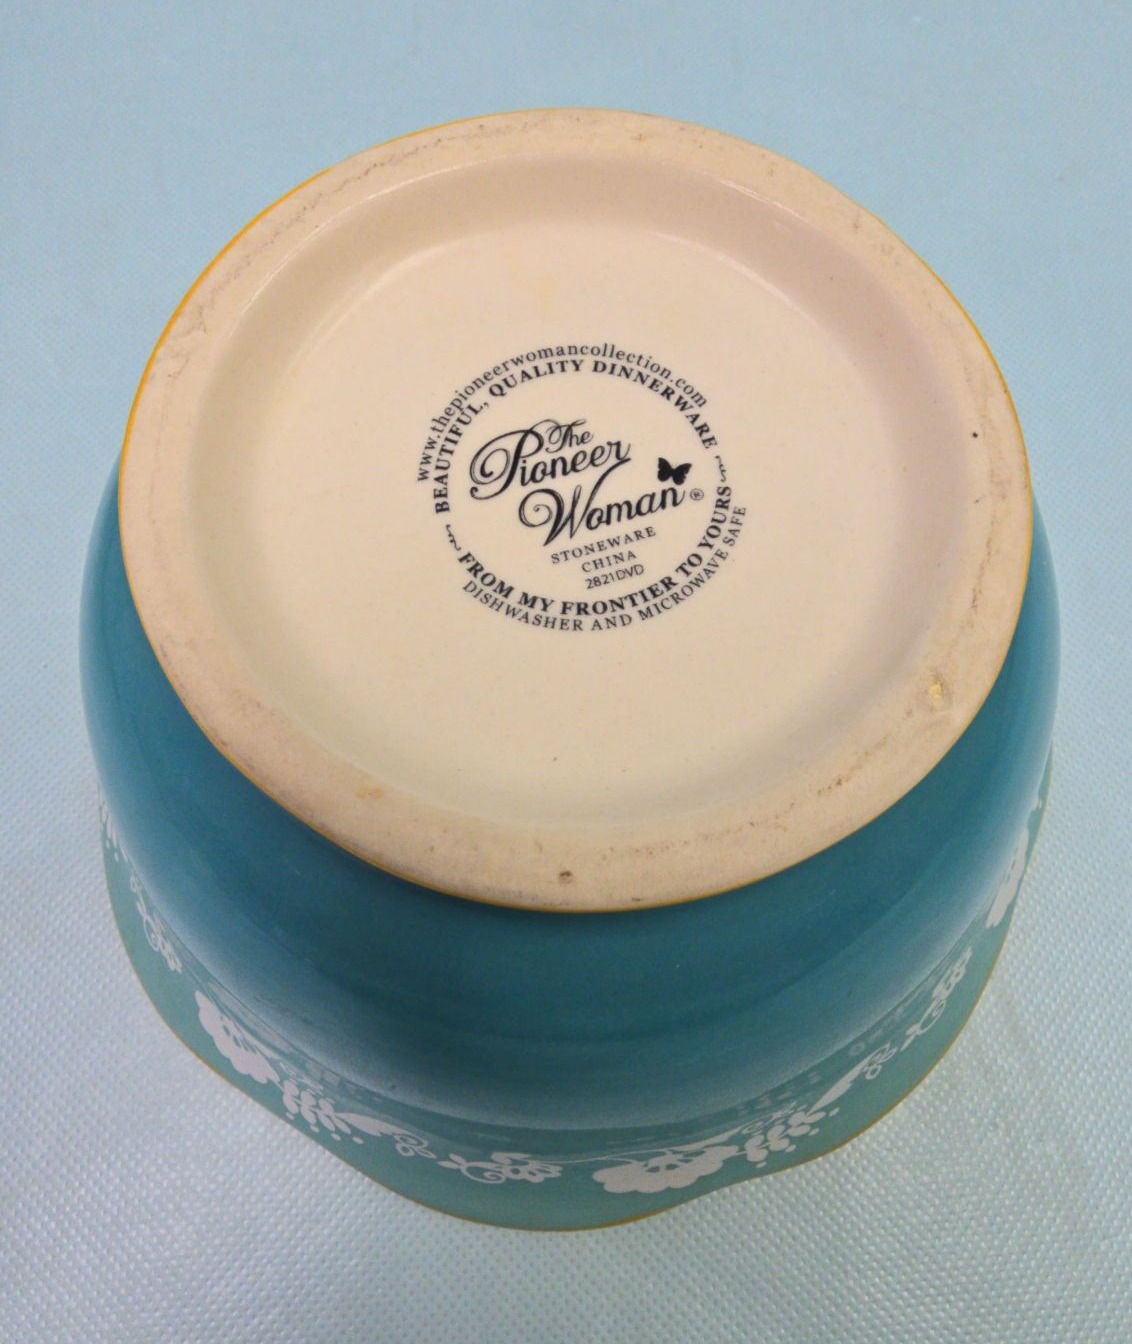 www.thepioneerwomancollection.com
BEAUTIFUL, QUALITY DINNERWARE
The
Pioneer
Woman®
STONEWARE
CHINA
2821DVD
FROM MY FRONTIER TO YOURS
DISHWASHER AND MICROWAVE SAFE